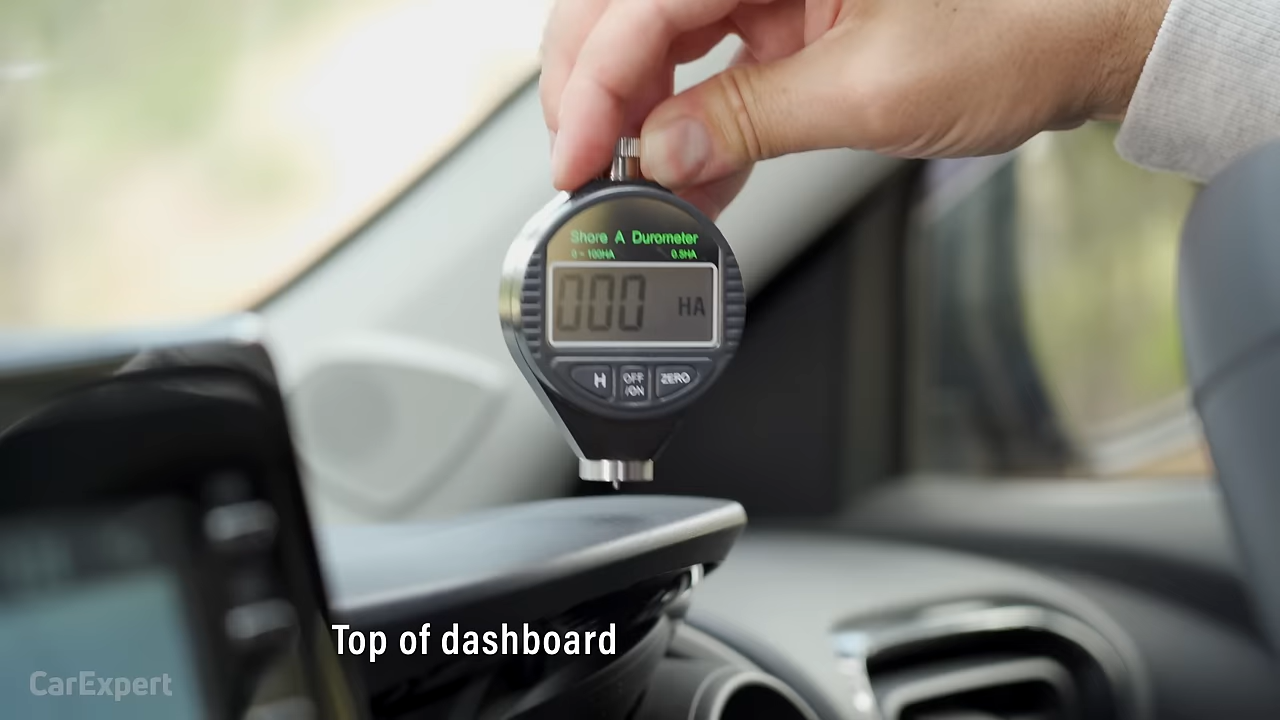 Shore A Durometer
0~100HA 0.5HA
000 HA
H OFF /ON ZERO
Top of dashboard
CarExpert